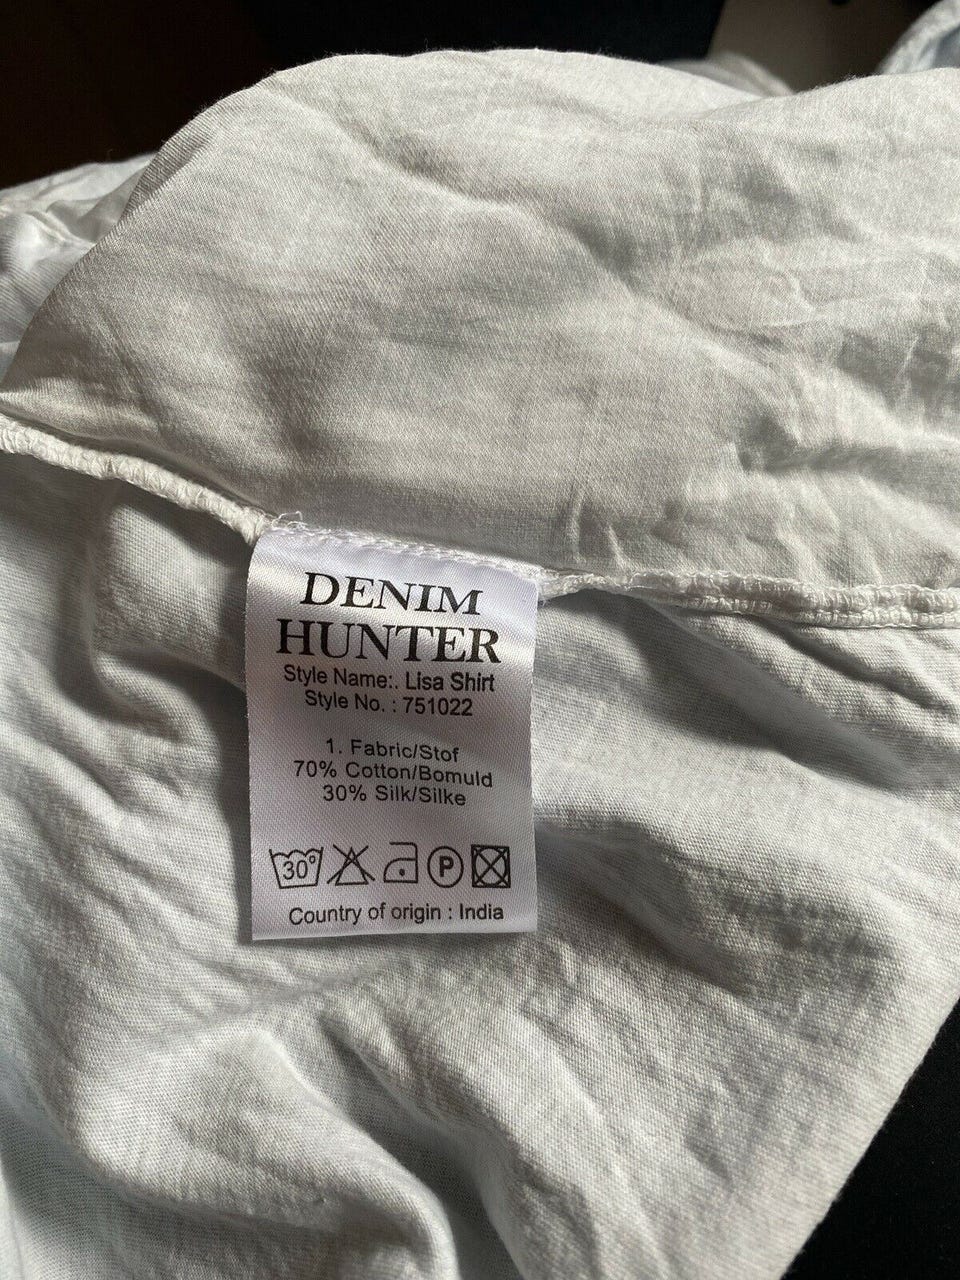 DENIM
HUNTER
Style Name:. Lisa Shirt
Style No. : 751022
1. Fabric/Stof
70% Cotton/Bomuld
30% Silk/Silke
30° P
Country of origin : India